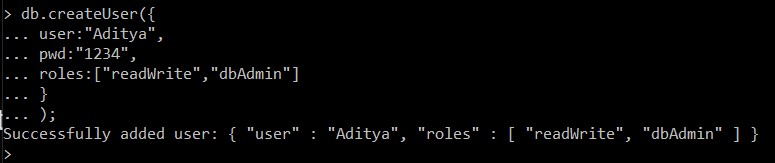 > db.createUser({
... user:"Aditya",
... pwd:"1234",
... roles:["readWrite","dbAdmin"]
... }
... );
Successfully added user: { "user" : "Aditya", "roles" : [ "readWrite", "dbAdmin" ] }
>